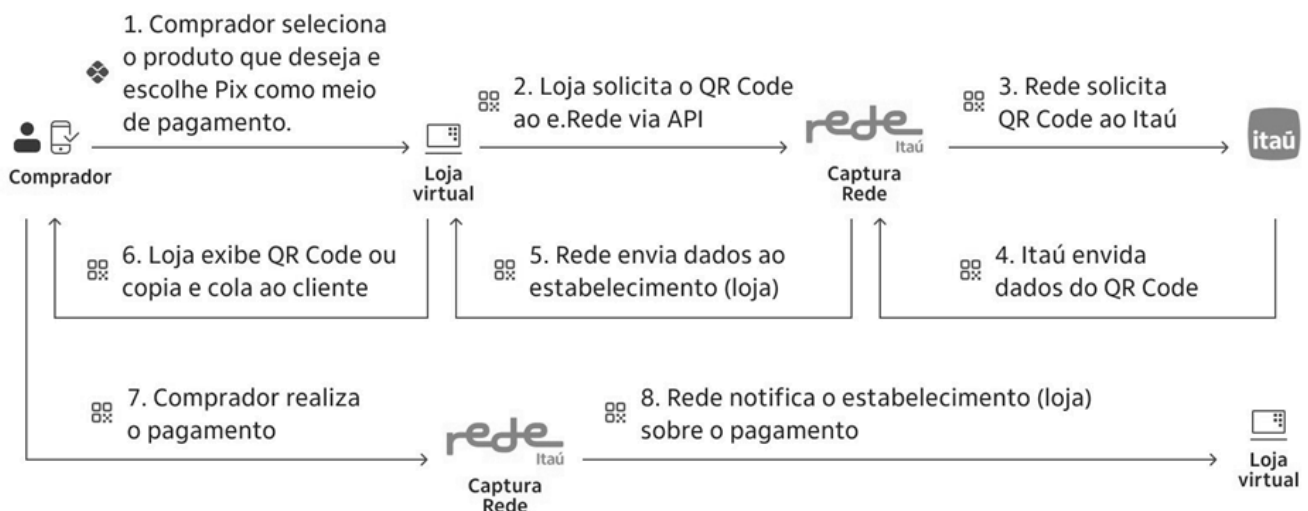 1. Comprador seleciona
o produto que deseja e
escolhe Pix como meio
de pagamento.
2. Loja solicita o QR Code
ao e.Rede via API
3. Rede solicita
QR Code ao Itaú
Comprador
Loja
virtual
rede
Itaú
Captura
Rede
itaú
6. Loja exibe QR Code ou
copia e cola ao cliente
5. Rede envia dados ao
estabelecimento (loja)
4. Itaú envida
dados do QR Code
7. Comprador realiza
o pagamento
rede
Itaú
Captura
Rede
8. Rede notifica o estabelecimento (loja)
sobre o pagamento
Loja
virtual